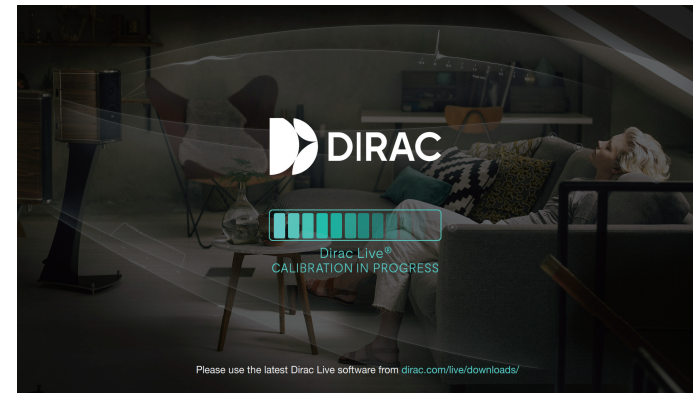 DIRAC
Dirac Live®
CALIBRATION IN PROGRESS
Please use the latest Dirac Live software from dirac.com/live/downloads/